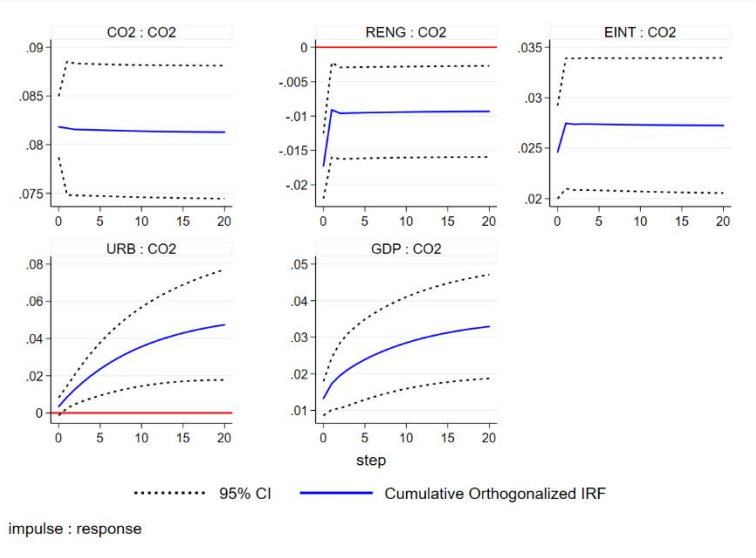 CO2 : CO2
RENG : CO2
EINT : CO2
.09
.085
.08
.075
0 5 10 15 20
0
-.005
-.01
-.015
-.02
0 5 10 15 20
.035
.03
.025
.02
0 5 10 15 20
URB : CO2
GDP : CO2
.08
.06
.04
.02
0
0 5 10 15 20
.05
.04
.03
.02
.01
0 5 10 15 20
step
95% CI
Cumulative Orthogonalized IRF
impulse : response